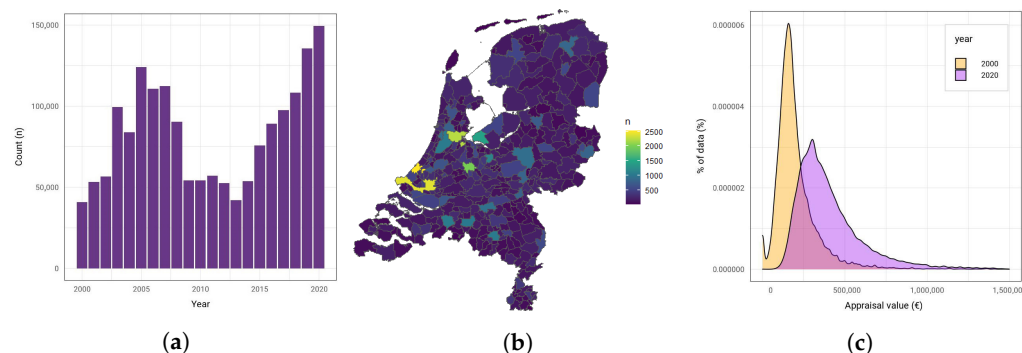 150,000
100,000
50,000
0
Count (n)
2000
2005
2010
2015
2020
Year
(a)
n
2500
2000
1500
1000
500
(b)
0.000006
0.000004
0.000002
0.000000
% of data (%)
year
2000
2020
0
500,000
1,000,000
1,500,00
Appraisal value (€)
(c)